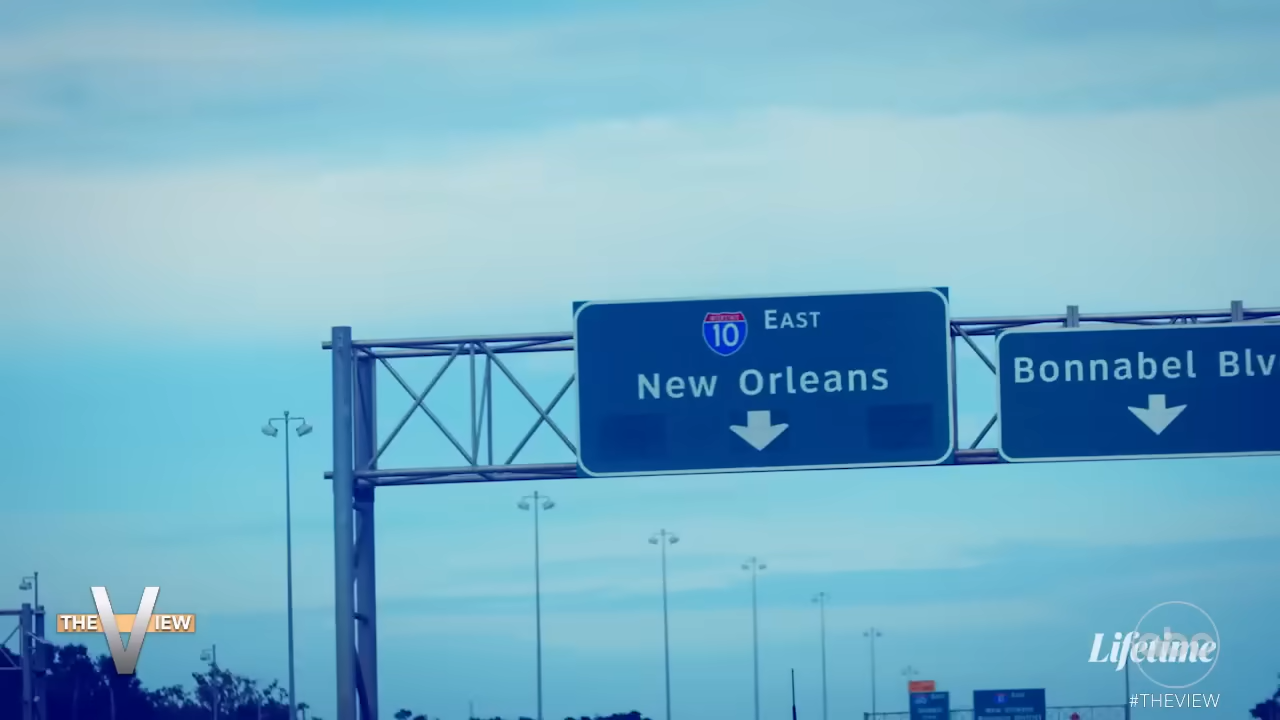 INTERSTATE
10 EAST
New Orleans
Bonnabel Blv
THE VIEW
Lifetime
abc
#THEVIEW